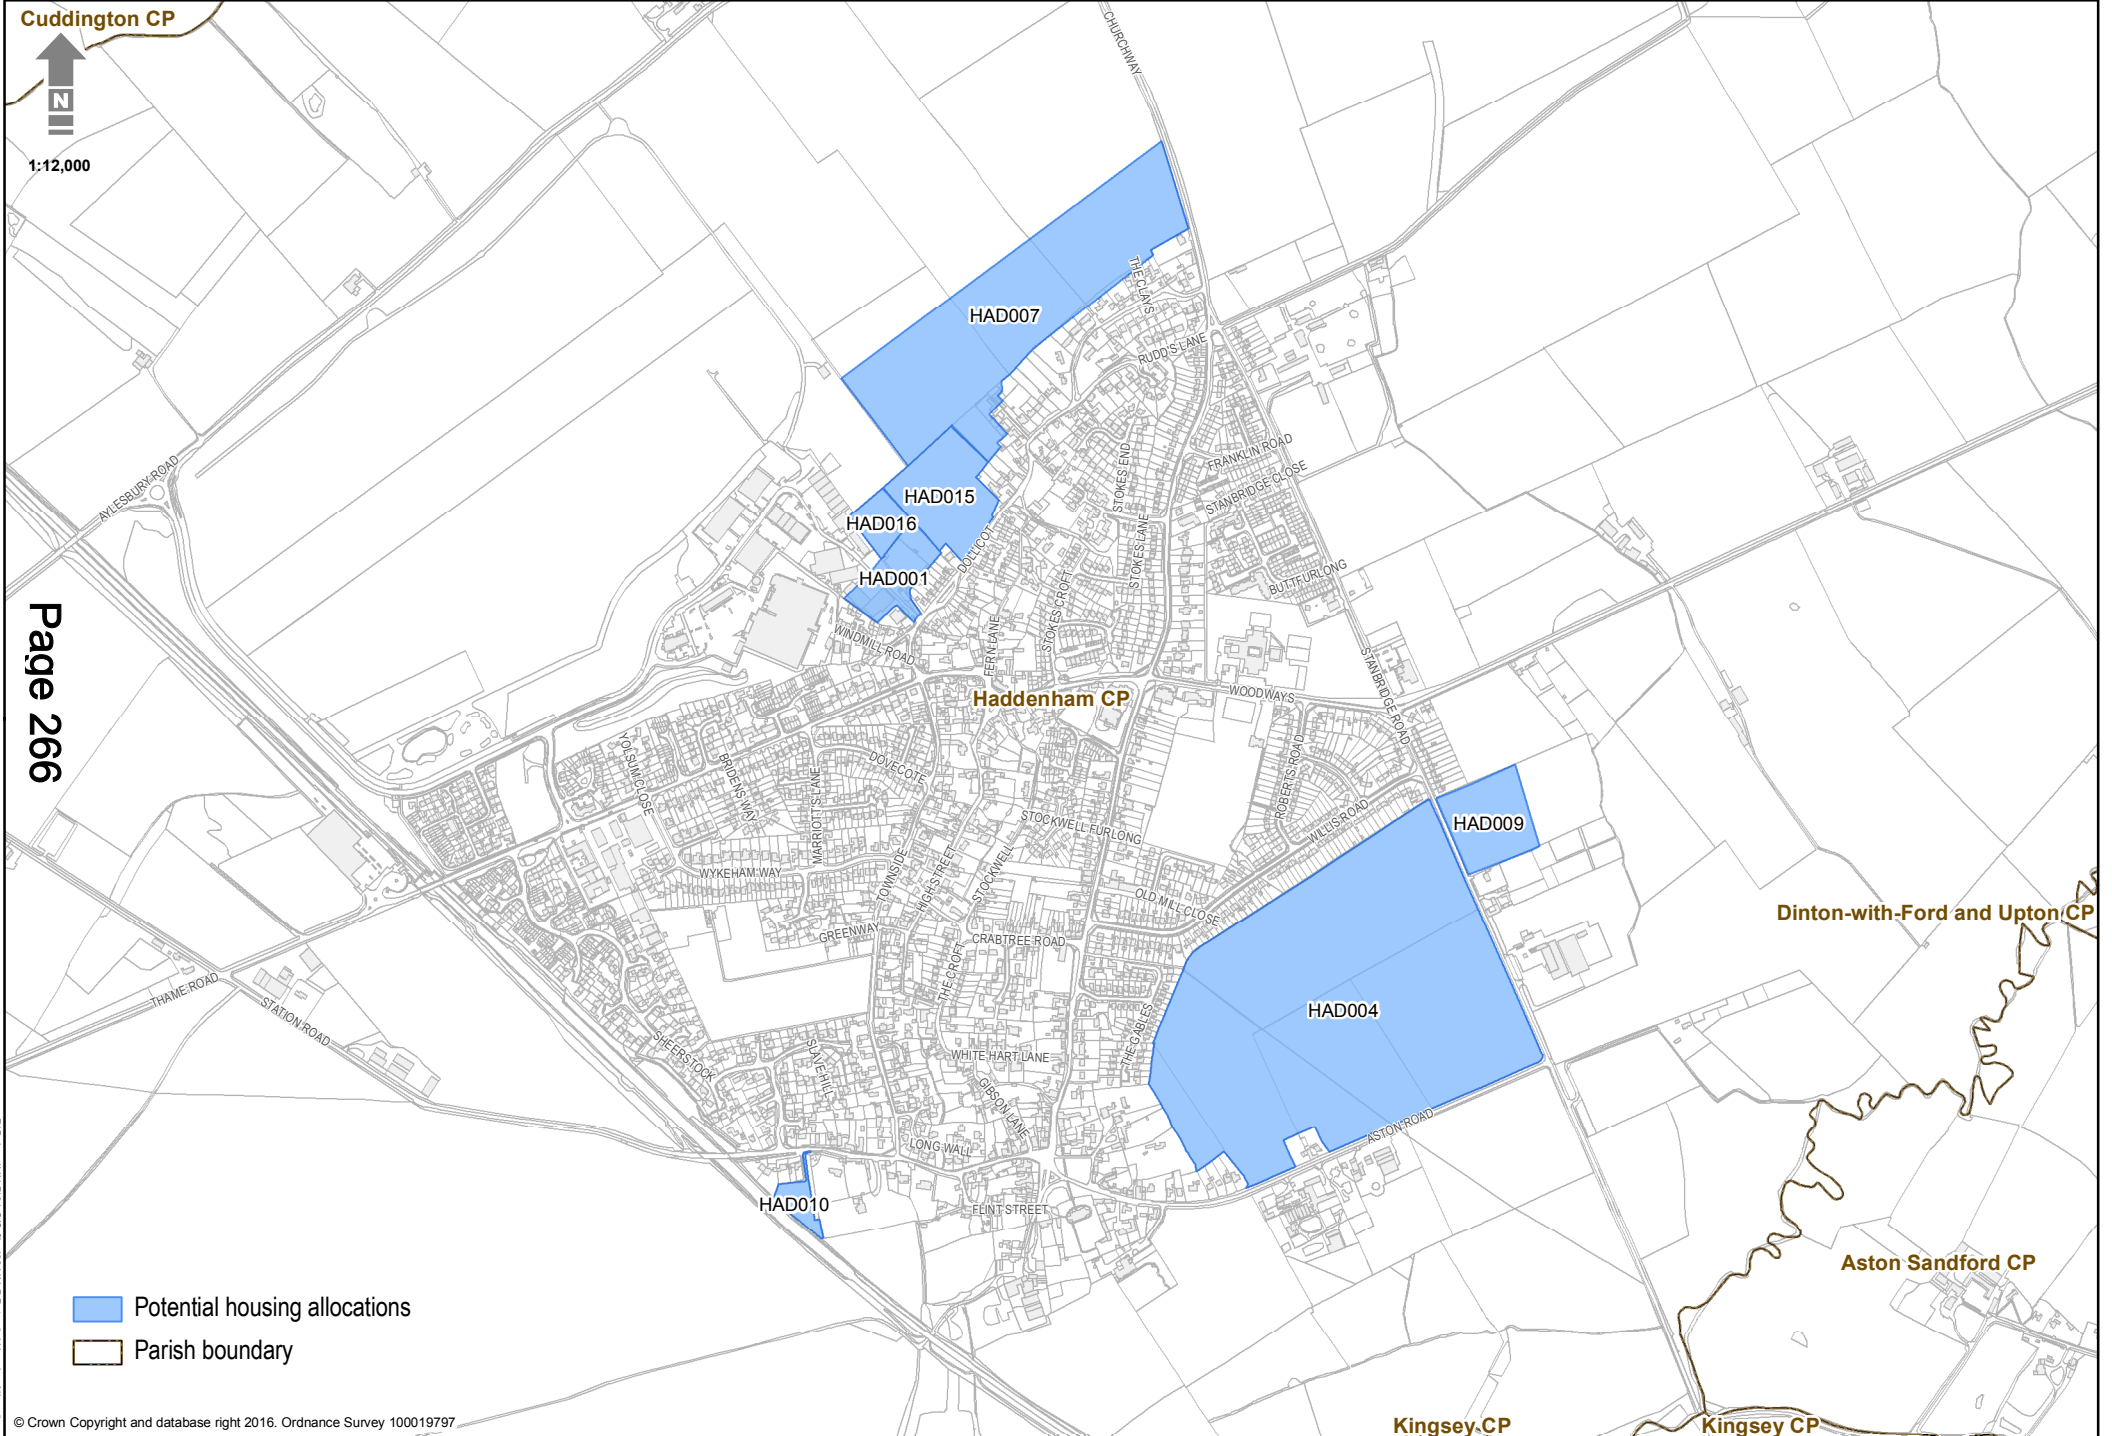 Cuddington CP
N
1:12,000
CHURCHWAY
THE CLAYS
HAD007
RUDD'S LANE
AYLESBURY ROAD
STOKES END
FRANKLIN ROAD
STANBRIDGE CLOSE
HAD015
HAD016
DOLLICOT
STOKES LANE
HAD001
STOKES CROFT
BUTTFURLONG
WINDMILL ROAD
FERN LANE
STANBRIDGE ROAD
Haddenham CP
WOODWAYS
Page 266
YOLSUM CLOSE
BRIDENS WAY
MARRIOTT'S LANE
DOVECOTE
ROBERTS ROAD
WILLIS ROAD
STOCKWELL FURLONG
HAD009
WYKEHAM WAY
TOWNSIDE
HIGH STREET
STOCKWELL
OLD MILL CLOSE
Dinton-with-Ford and Upton CP
GREENWAY
CRABTREE ROAD
THE CROFT
THAME ROAD
STATION ROAD
HAD004
SHEERSTOCK
SLAVE HILL
WHITE HART LANE
THE GABLES
GIBSON LANE
ASTON ROAD
LONG WALL
HAD010
FLINT STREET
Aston Sandford CP
Potential housing allocations
Parish boundary
© Crown Copyright and database right 2016. Ordnance Survey 100019797
Kingsey CP
Kingsey CP